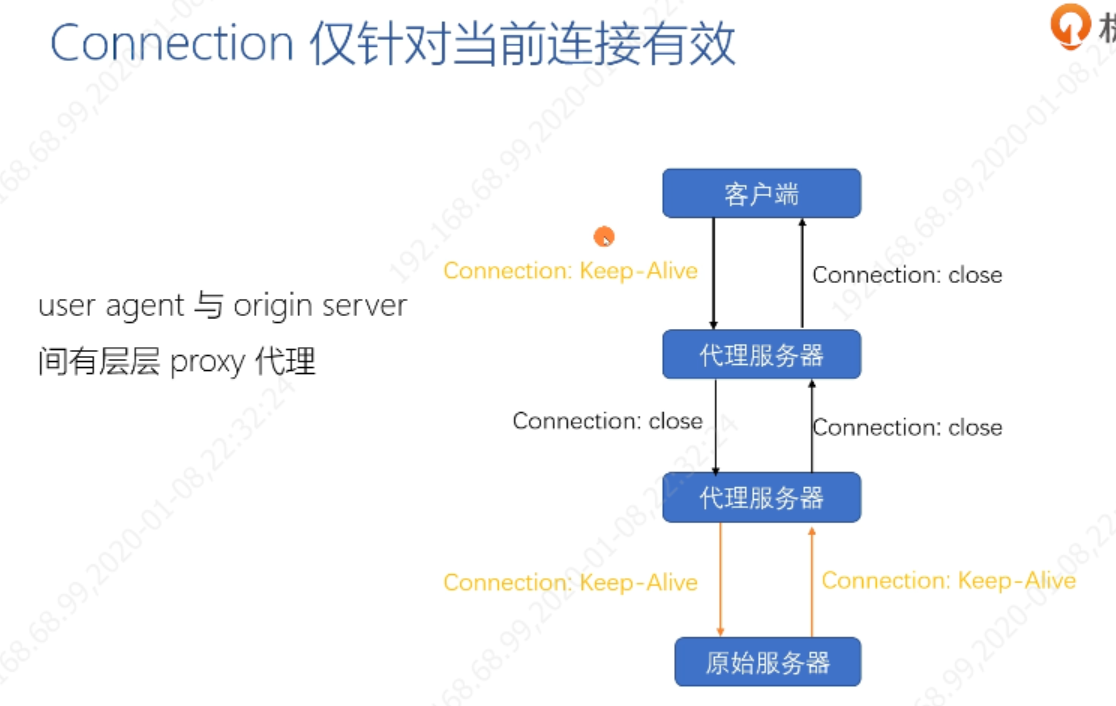 Connection 仅针对当前连接有效
客户端
Connection: Keep-Alive
Connection: close
user agent 与 origin server
间有层层 proxy 代理
代理服务器
Connection: close
Connection: close
代理服务器
Connection: Keep-Alive
Connection: Keep-Alive
原始服务器
192.168.68.99,2020-01-08,22:32:24